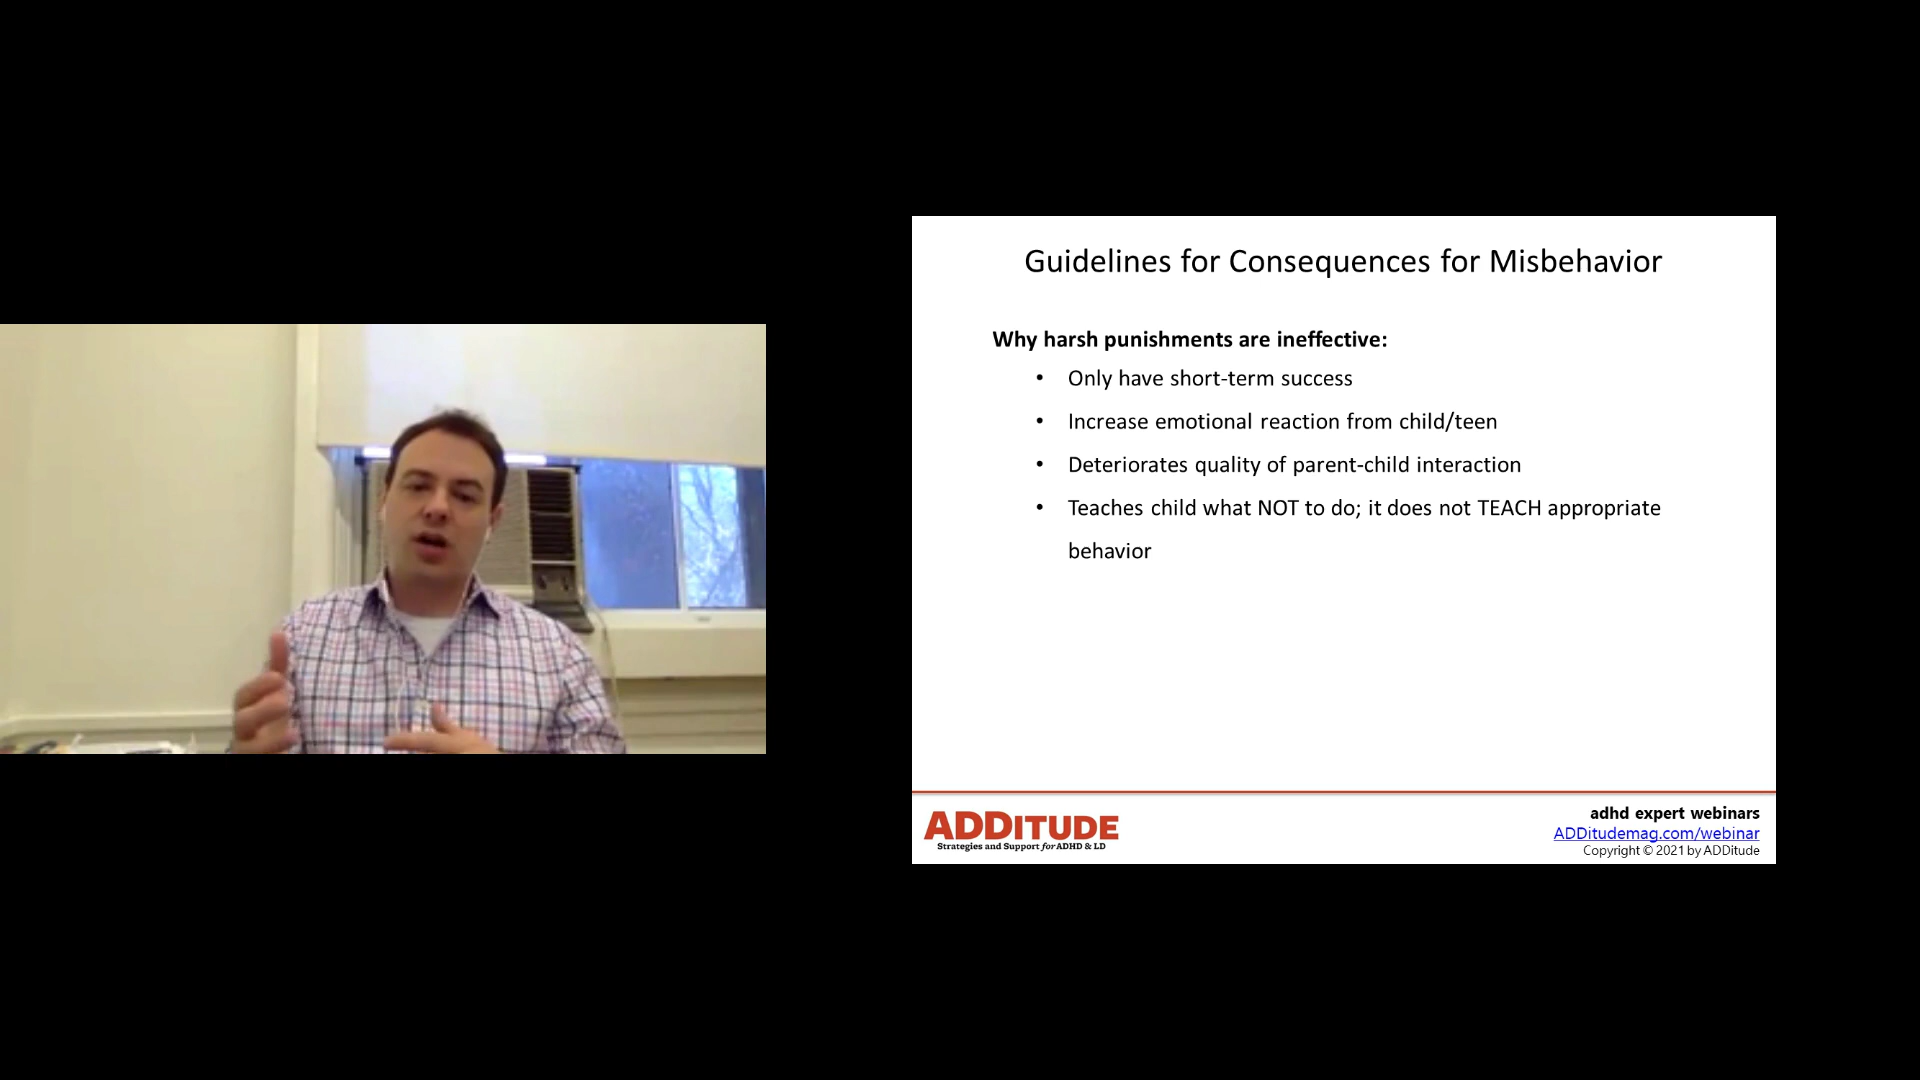 Guidelines for Consequences for Misbehavior
Why harsh punishments are ineffective:
• Only have short-term success
• Increase emotional reaction from child/teen
• Deteriorates quality of parent-child interaction
• Teaches child what NOT to do; it does not TEACH appropriate
behavior
ADDITUDE
Strategies and Support for ADHD & LD
adhd expert webinars
ADDitudemag.com/webinar
Copyright © 2021 by ADDitude